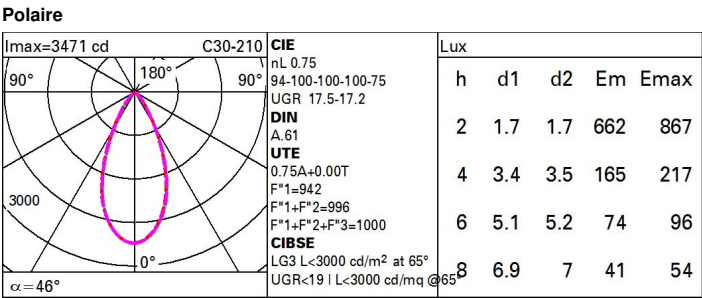 Polaire
Imax=3471 cd C30-210
90° 180° 90°
3000
0°
α=46°
CIE
nL 0.75
94-100-100-100-75
UGR 17.5-17.2
DIN
A.61
UTE
0.75A+0.00T
F"1=942
F"1+F"2=996
F"1+F"2+F"3=1000
CIBSE
LG3 L<3000 cd/m² at 65°
UGR<19 | L<3000 cd/mq @65°
Lux
h d1 d2 Em Emax
2 1.7 1.7 662 867
4 3.4 3.5 165 217
6 5.1 5.2 74 96
8 6.9 7 41 54